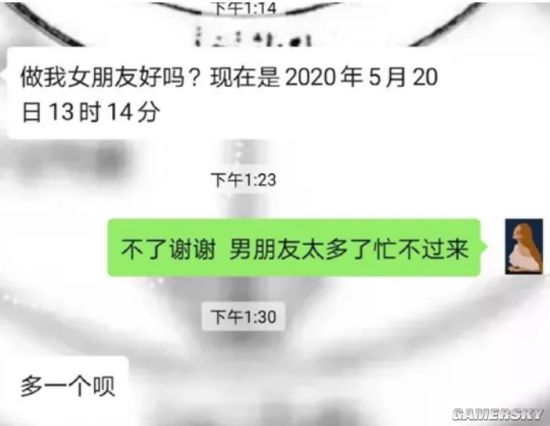 下午1:14
做我女朋友好吗？现在是2020年5月20
日13时14分
下午1:23
不了谢谢 男朋友太多了忙不过来
下午1:30
多一个呗
GAMERSKY